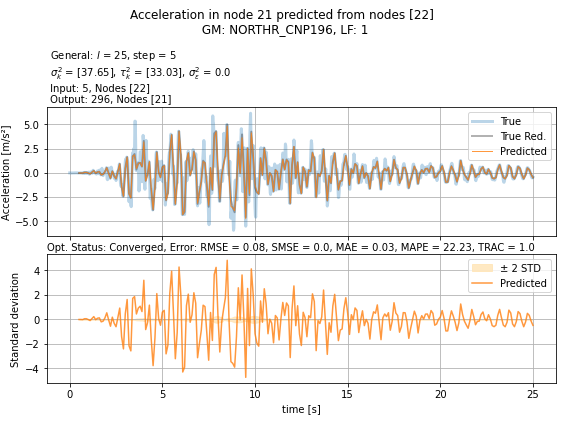 Acceleration in node 21 predicted from nodes [22]
GM: NORTHR_CNP196, LF: 1
General: l = 25, step = 5
σ²ₖ = [37.65], τ²ₖ = [33.03], σ²ε = 0.0
Input: 5, Nodes [22]
Output: 296, Nodes [21]
Acceleration [m/s²]
5.0
2.5
0.0
−2.5
−5.0
True
True Red.
Predicted
Opt. Status: Converged, Error: RMSE = 0.08, SMSE = 0.0, MAE = 0.03, MAPE = 22.23, TRAC = 1.0
Standard deviation
4
2
0
−2
−4
± 2 STD
Predicted
0
5
10
15
20
25
time [s]